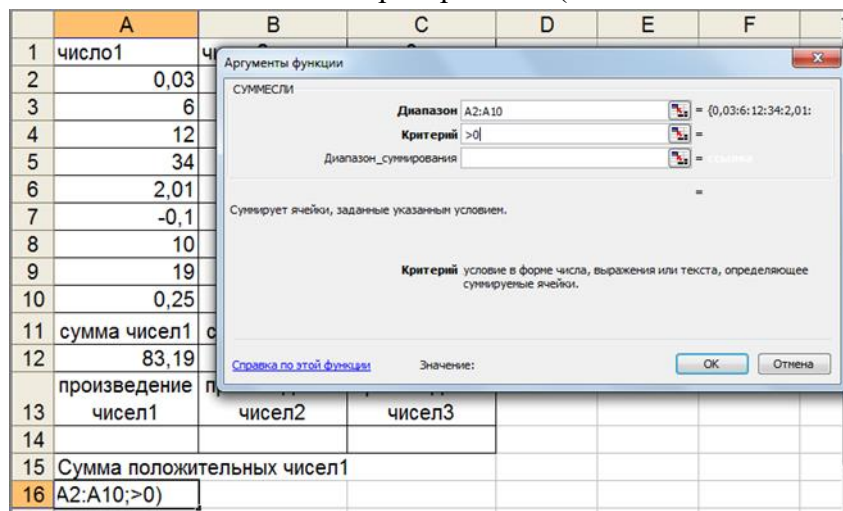 A B C D E F
1 число1
Аргументы функции
2 0,03
СУММЕСЛИ
3 6
Диапазон A2:A10 = {0,03:6:12:34:2,01:
4 12
Критерий >0 =
5 34
Диапазон_суммирования =
6 2,01
=
7 -0,1
Суммирует ячейки, заданные указанным условием.
8 10
9 19
Критерий условие в форме числа, выражения или текста, определяющее
суммируемые ячейки.
10 0,25
11 сумма чисел1 с
12 83,19
Справка по этой функции Значение: OK Отмена
произведение
13 чисел1 чисел2 чисел3
14
15 Сумма положительных чисел1
16 A2:A10;>0)